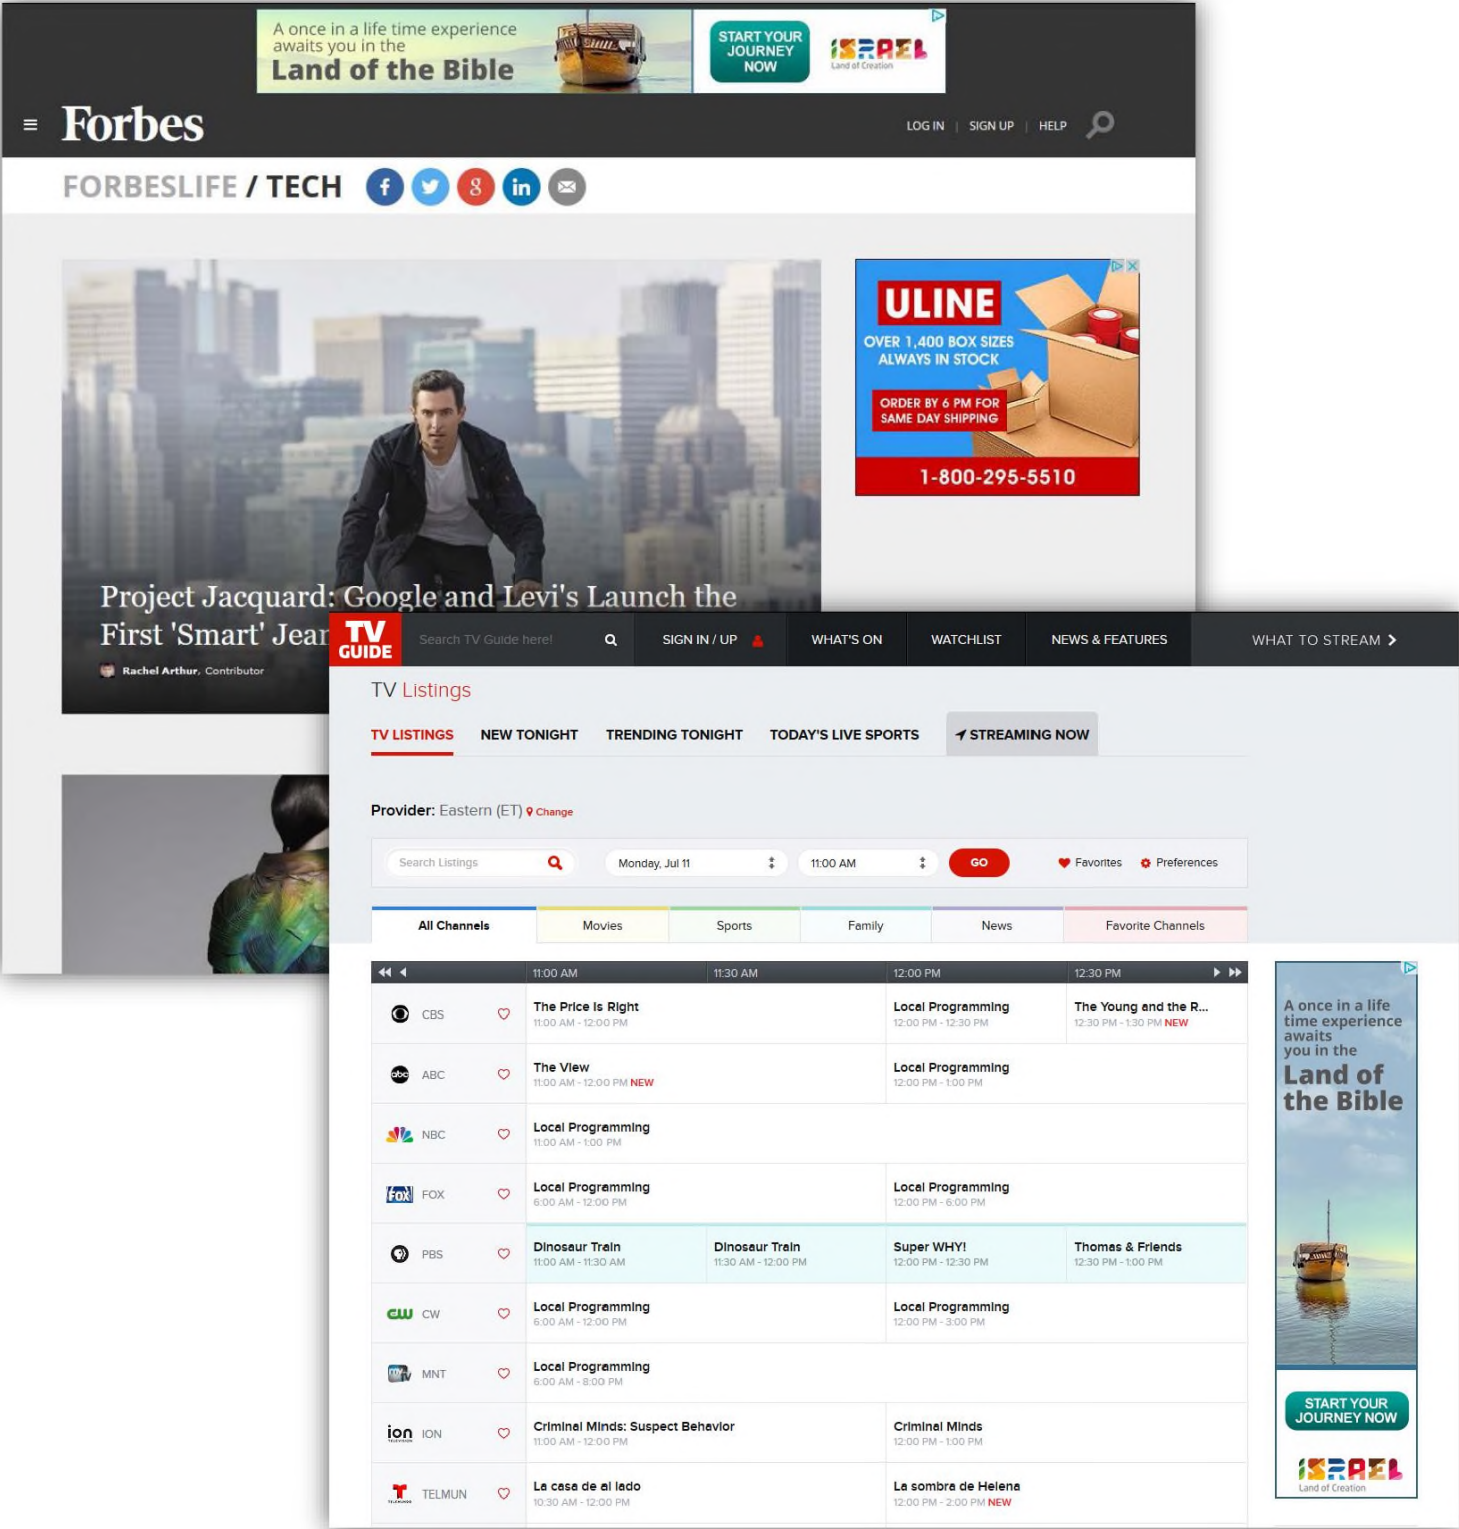 A once in a life time experience
awaits you in the
Land of the Bible
START YOUR
JOURNEY
NOW
ISRAEL
Land of Creation
Forbes
LOG IN | SIGN UP | HELP
FORBESLIFE / TECH
f
g
in
ULINE
OVER 1,400 BOX SIZES
ALWAYS IN STOCK
ORDER BY 6 PM FOR
SAME DAY SHIPPING
1-800-295-5510
Project Jacquard: Google and Levi's Launch the
First 'Smart' Jean
Rachel Arthur, Contributor
TV
GUIDE
Search TV Guide here!
SIGN IN / UP
WHAT'S ON
WATCHLIST
NEWS & FEATURES
WHAT TO STREAM
TV Listings
TV LISTINGS
NEW TONIGHT
TRENDING TONIGHT
TODAY'S LIVE SPORTS
STREAMING NOW
Provider: Eastern (ET) Change
Search Listings
Monday, Jul 11
11:00 AM
GO
Favorites
Preferences
All Channels
Movies
Sports
Family
News
Favorite Channels
11:00 AM
11:30 AM
12:00 PM
12:30 PM
CBS
The Price Is Right
11:00 AM - 12:00 PM
Local Programming
12:00 PM - 12:30 PM
The Young and the R...
12:30 PM - 1:30 PM NEW
abc
ABC
The View
11:00 AM - 12:00 PM NEW
Local Programming
12:00 PM - 1:00 PM
NBC
Local Programming
11:00 AM - 1:00 PM
FOX
FOX
Local Programming
6:00 AM - 12:00 PM
Local Programming
12:00 PM - 6:00 PM
PBS
Dinosaur Train
11:00 AM - 11:30 AM
Dinosaur Train
11:30 AM - 12:00 PM
Super WHY!
12:00 PM - 12:30 PM
Thomas & Friends
12:30 PM - 1:00 PM
CW
CW
Local Programming
6:00 AM - 12:00 PM
Local Programming
12:00 PM - 3:00 PM
my tv
MNT
Local Programming
6:00 AM - 8:00 PM
ion
TELEVISION
ION
Criminal Minds: Suspect Behavior
11:00 AM - 12:00 PM
Criminal Minds
12:00 PM - 1:00 PM
T
TELEMUNDO
TELMUN
La casa de al lado
10:30 AM - 12:00 PM
La sombra de Helena
12:00 PM - 2:00 PM NEW
A once in a life
time experience
awaits
you in the
Land of
the Bible
START YOUR
JOURNEY NOW
ISRAEL
Land of Creation